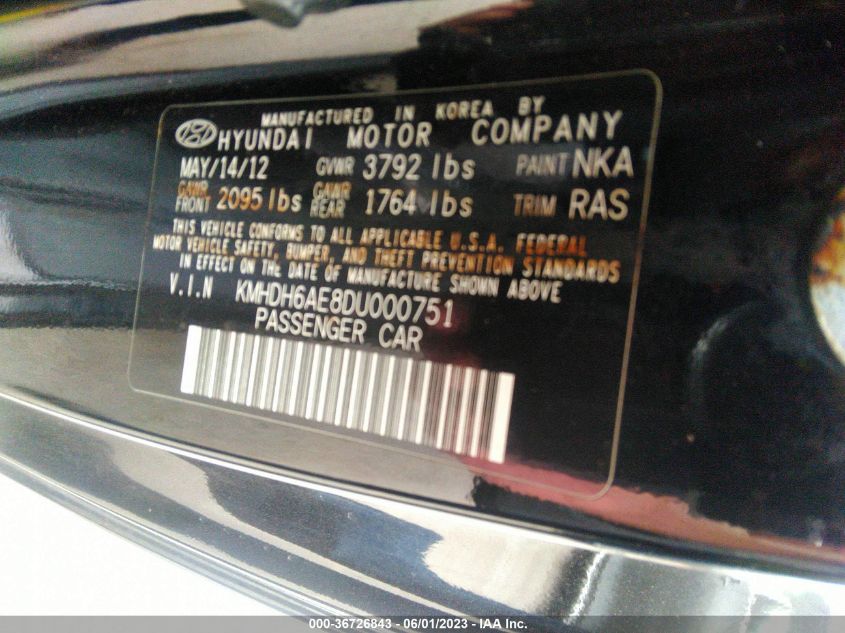 MANUFACTURED IN KOREA BY
HYUNDAI MOTOR COMPANY
MAY/14/12 GVWR 3792 lbs PAINT NKA
GAWR FRONT 2095 lbs GAWR REAR 1764 lbs TRIM RAS
THIS VEHICLE CONFORMS TO ALL APPLICABLE U.S.A. FEDERAL
MOTOR VEHICLE SAFETY, BUMPER, AND THEFT PREVENTION STANDARDS
IN EFFECT ON THE DATE OF MANUFACTURE SHOWN ABOVE.
V.I.N KMHDH6AE8DU000751
PASSENGER CAR
000-36726843 - 06/01/2023 - IAA Inc.